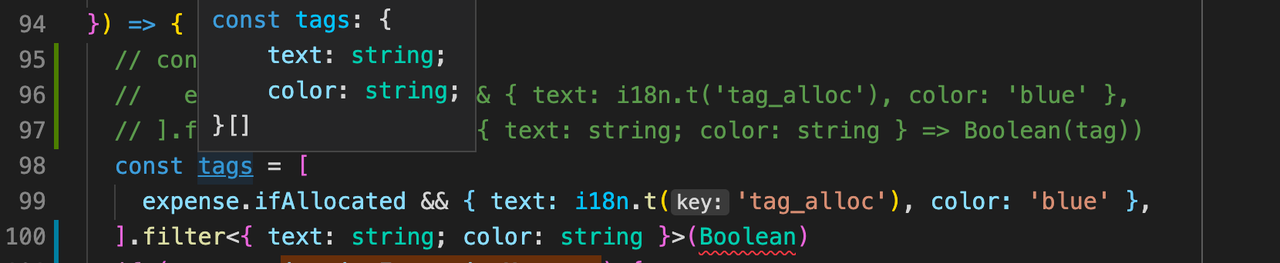 94 }) => {
const tags: {
text: string;
color: string;
}[]
95 // con
96 // e & { text: i18n.t('tag_alloc'), color: 'blue' },
97 // ].f { text: string; color: string } => Boolean(tag))
98 const tags = [
99 expense.ifAllocated && { text: i18n.t(key: 'tag_alloc'), color: 'blue' },
100 ].filter<{ text: string; color: string }>(Boolean)